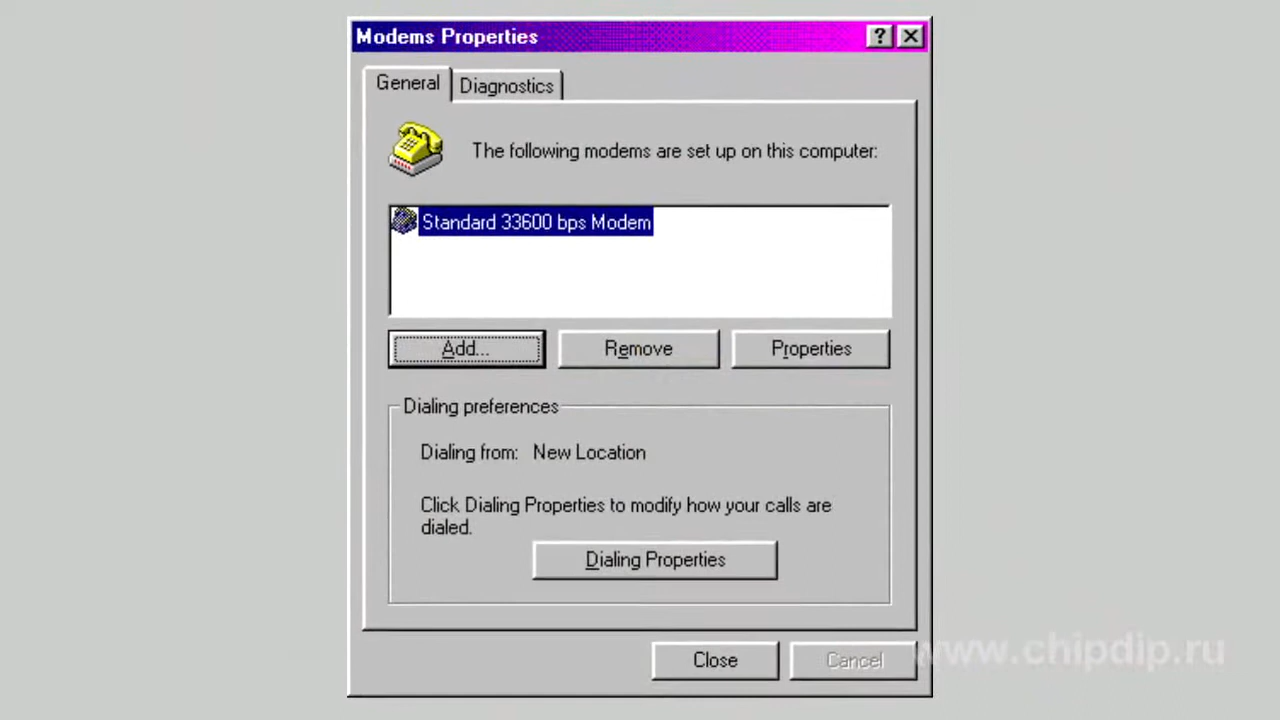 Modems Properties
General
Diagnostics
The following modems are set up on this computer:
Standard 33600 bps Modem
Add...
Remove
Properties
Dialing preferences
Dialing from: New Location
Click Dialing Properties to modify how your calls are
dialed.
Dialing Properties
Close
Cancel
www.chipdip.ru